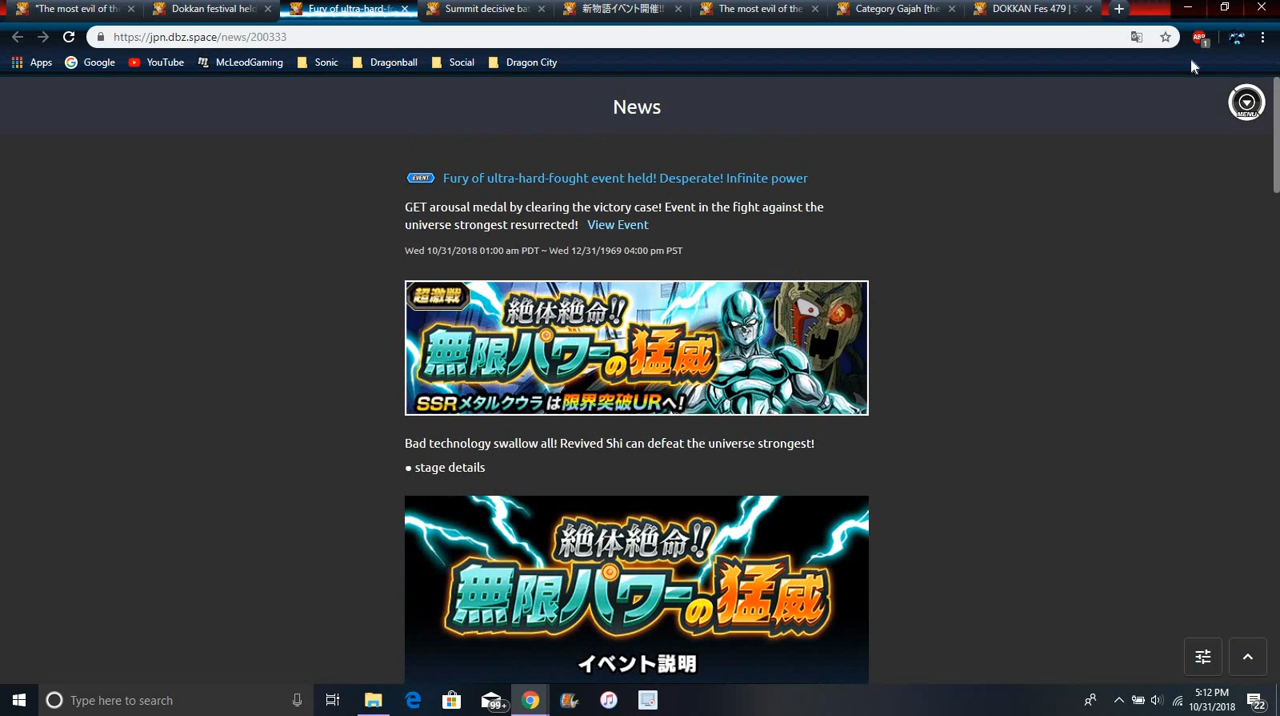 "The most evil of th
Dokkan festival held
Fury of ultra-hard-f
Summit decisive bat
新物語イベント開催!!
The most evil of the
Category Gajah [the
DOKKAN Fes 479 | S
https://jpn.dbz.space/news/200333
ABP
1
Apps
Google
YouTube
McLeodGaming
Sonic
Dragonball
Social
Dragon City
News
MENU
EVENT
Fury of ultra-hard-fought event held! Desperate! Infinite power
GET arousal medal by clearing the victory case! Event in the fight against the
universe strongest resurrected! View Event
Wed 10/31/2018 01:00 am PDT ~ Wed 12/31/1969 04:00 pm PST
超激戦
絶体絶命!!
無限パワーの猛威
SSRメタルクウラは限界突破URへ!
Bad technology swallow all! Revived Shi can defeat the universe strongest!
● stage details
絶体絶命!!
無限パワーの猛威
イベント説明
Type here to search
99+
3:12 PM
10/31/2018
22